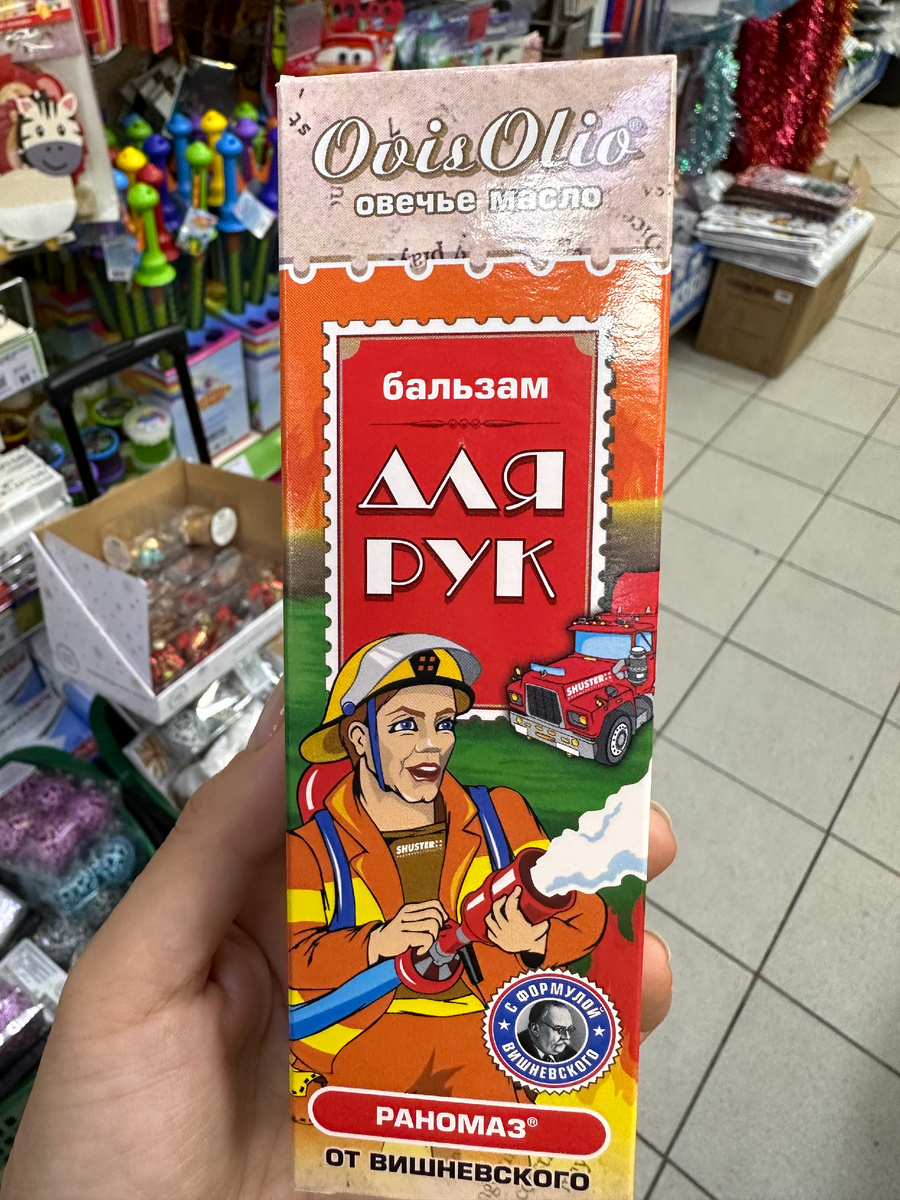 OvisOlio®
овечье масло
бальзам
ДЛЯ
РУК
SHUSTER
SHUSTER
С ФОРМУЛОЙ
ВИШНЕВСКОГО
РАНОМАЗ®
ОТ ВИШНЕВСКОГО